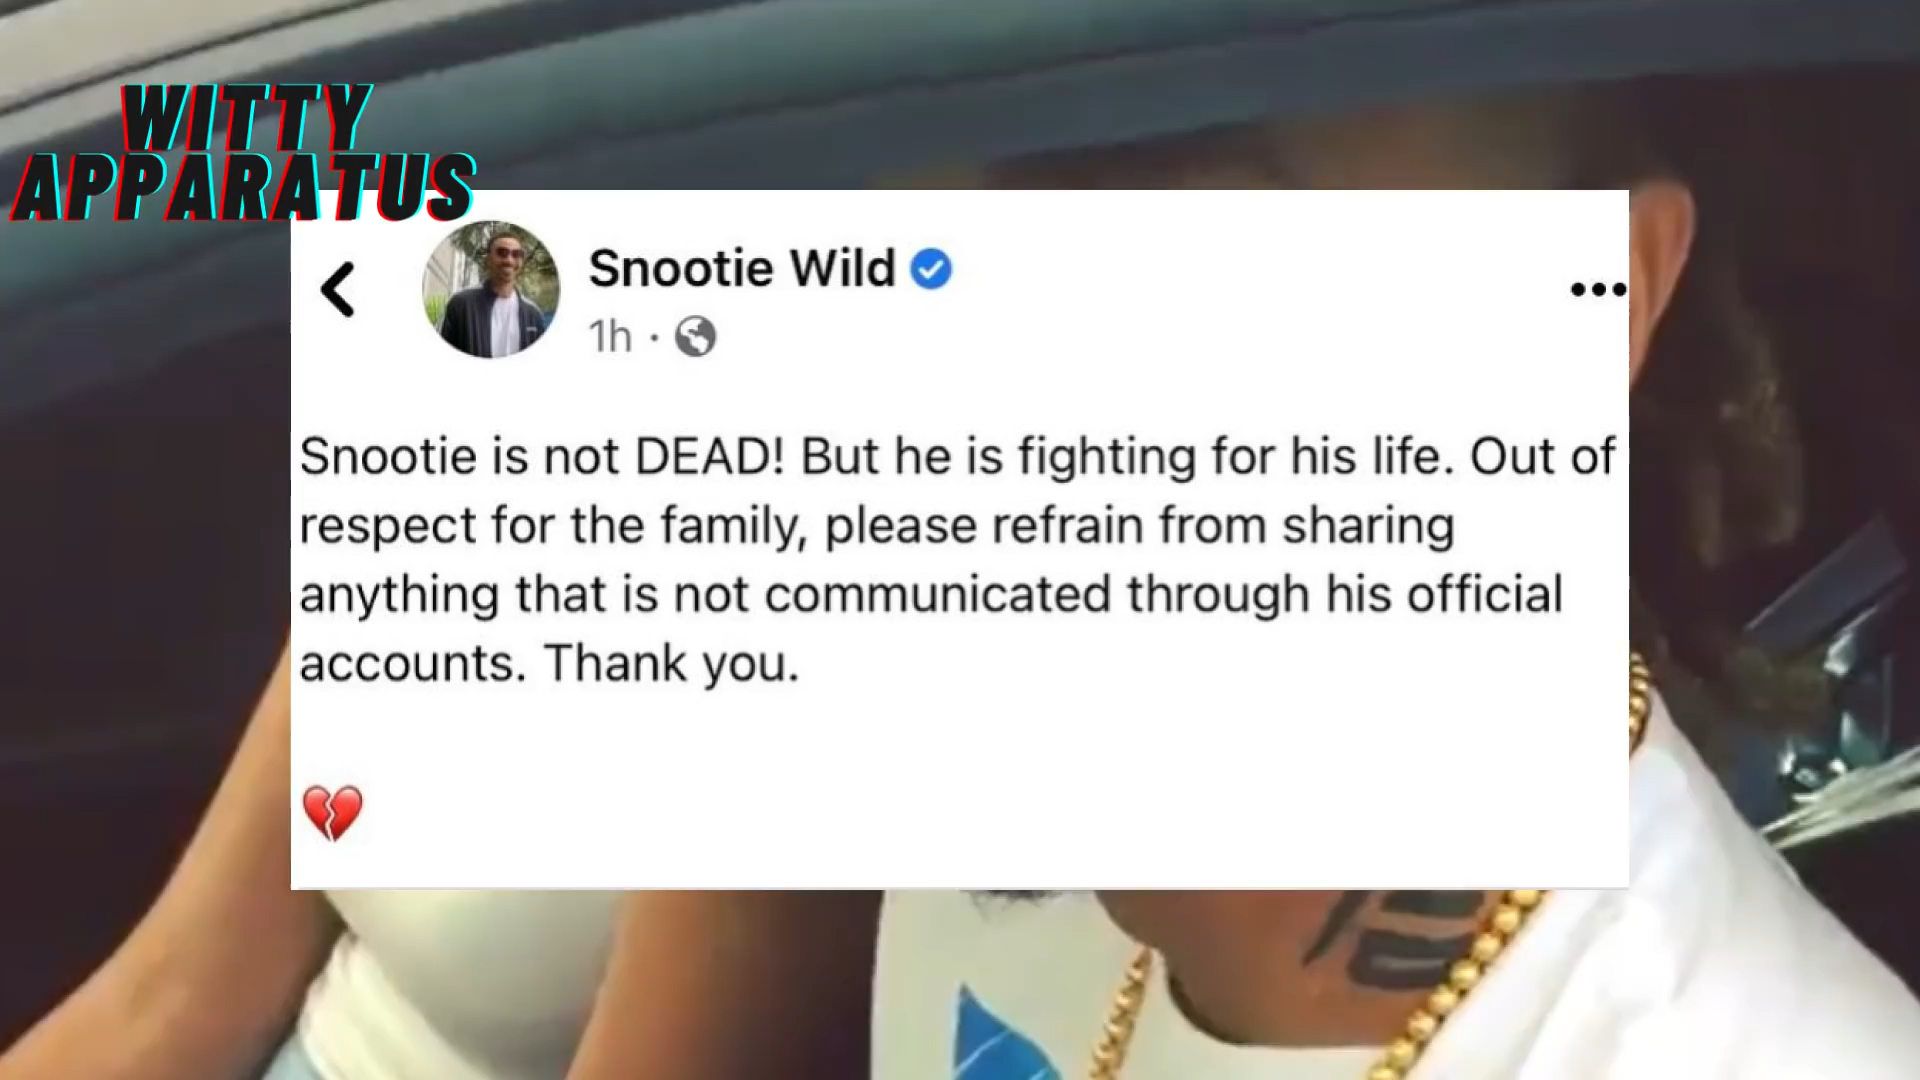 WITTY
APPARATUS
Snootie Wild
1h ·
Snootie is not DEAD! But he is fighting for his life. Out of
respect for the family, please refrain from sharing
anything that is not communicated through his official
accounts. Thank you.
💔